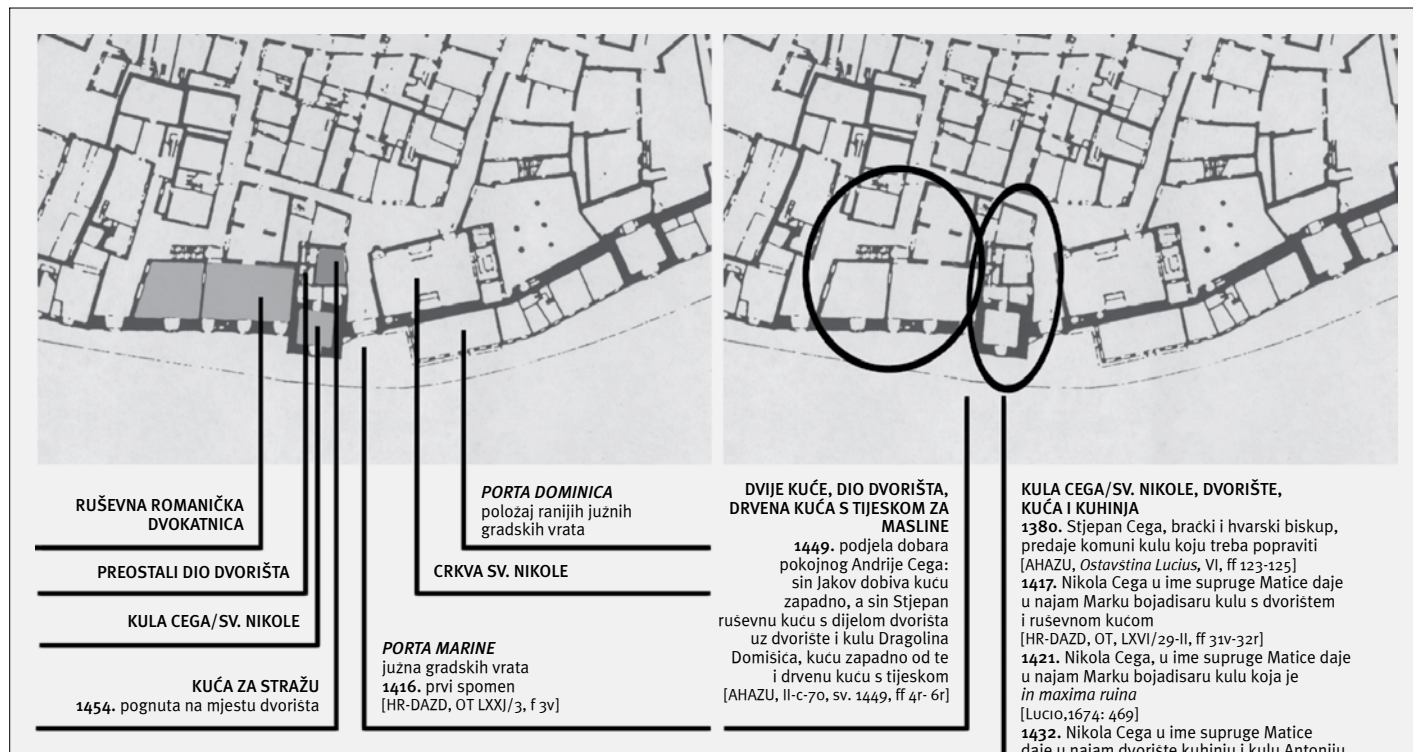 RUŠEVNA ROMANIČKA
DVOKATNICA
PREOSTALI DIO DVORIŠTA
KULA CEGA/SV. NIKOLE
KUĆA ZA STRAŽU
1454. pognuta na mjestu dvorišta
PORTA DOMINICA
položaj ranijih južnih
gradskih vrata
CRKVA SV. NIKOLE
PORTA MARINE
južna gradskih vrata
1416. prvi spomen
[HR-DAZD, OT LXXJ/3, f 3v]
DVIJE KUĆE, DIO DVORIŠTA,
DRVENA KUĆA S TIJESKOM ZA
MASLINE
1449. podjela dobara
pokojnog Andrije Cega:
sin Jakov dobiva kuću
zapadno, a sin Stjepan
ruševnu kuću s dijelom dvorišta
uz dvorište i kulu Dragolina
Domišića, kuću zapadno od te
i drvenu kuću s tijeskom
[AHAZU, II-c-70, sv. 1449, ff 4r- 6r]
KULA CEGA/SV. NIKOLE, DVORIŠTE,
KUĆA I KUHINJA
1380. Stjepan Cega, brački i hvarski biskup,
predaje komuni kulu koju treba popraviti
[AHAZU, Ostavština Lucius, VI, ff 123-125]
1417. Nikola Cega u ime supruge Matice daje
u najam Marku bojadisaru kulu s dvorištem
i ruševnom kućom
[HR-DAZD, OT, LXVI/29-II, ff 31v-32r]
1421. Nikola Cega, u ime supruge Matice daje
u najam Marku bojadisaru kulu koja je
in maxima ruina
[Lucio,1674: 469]
1432. Nikola Cega u ime supruge Matice
daje u najam dvorište kuhinju i kulu Antoniju